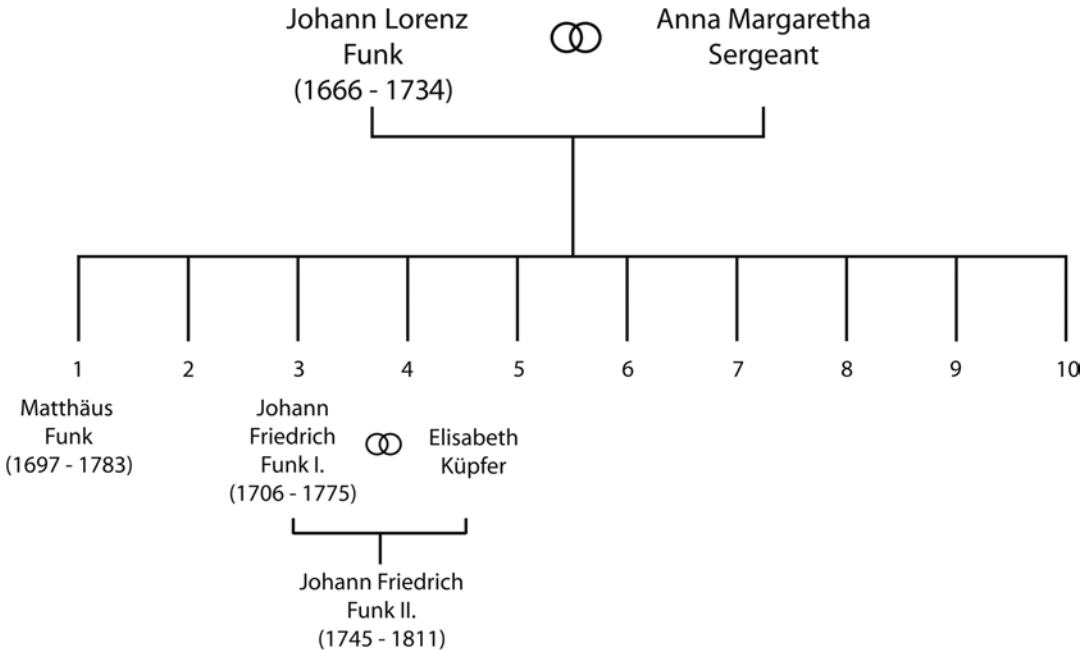 Johann Lorenz
Funk
(1666 - 1734)
Anna Margaretha
Sergeant
1 2 3 4 5 6 7 8 9 10
Matthäus
Funk
(1697 - 1783)
Johann
Friedrich
Funk I.
(1706 - 1775)
Elisabeth
Küpfer
Johann Friedrich
Funk II.
(1745 - 1811)